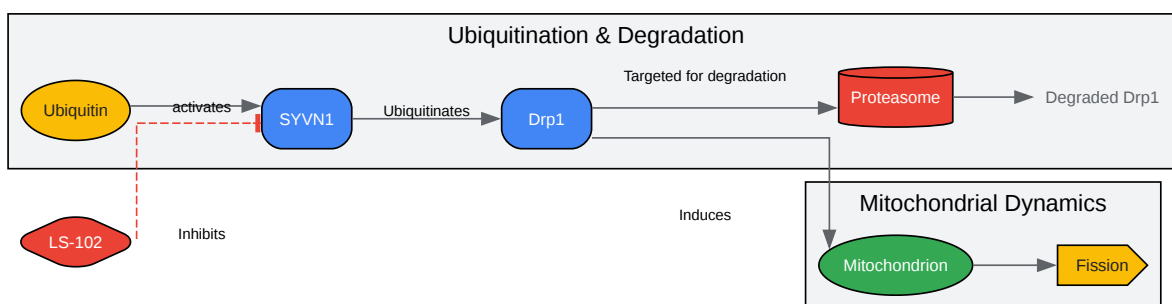 Ubiquitination & Degradation
Targeted for degradation
Ubiquitin
activates
SYVN1
Ubiquitinates
Drp1
Proteasome
Degraded Drp1
LS-102
Inhibits
Induces
Mitochondrial Dynamics
Mitochondrion
Fission